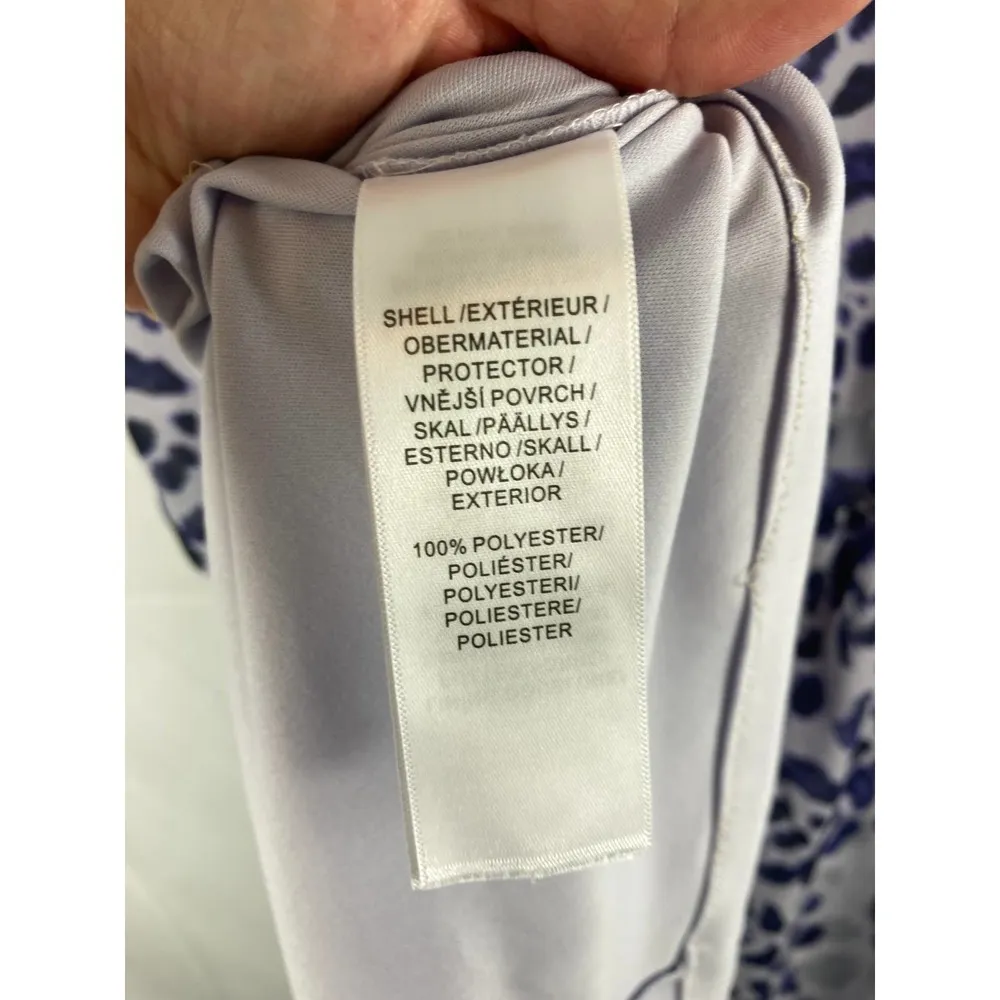 SHELL /EXTÉRIEUR /
OBERMATERIAL /
PROTECTOR /
VNĚJŠÍ POVRCH /
SKAL /PÄÄLLYS /
ESTERNO /SKALL /
POWŁOKA /
EXTERIOR
100% POLYESTER/
POLIÉSTER/
POLYESTERI/
POLIESTERE/
POLIESTER